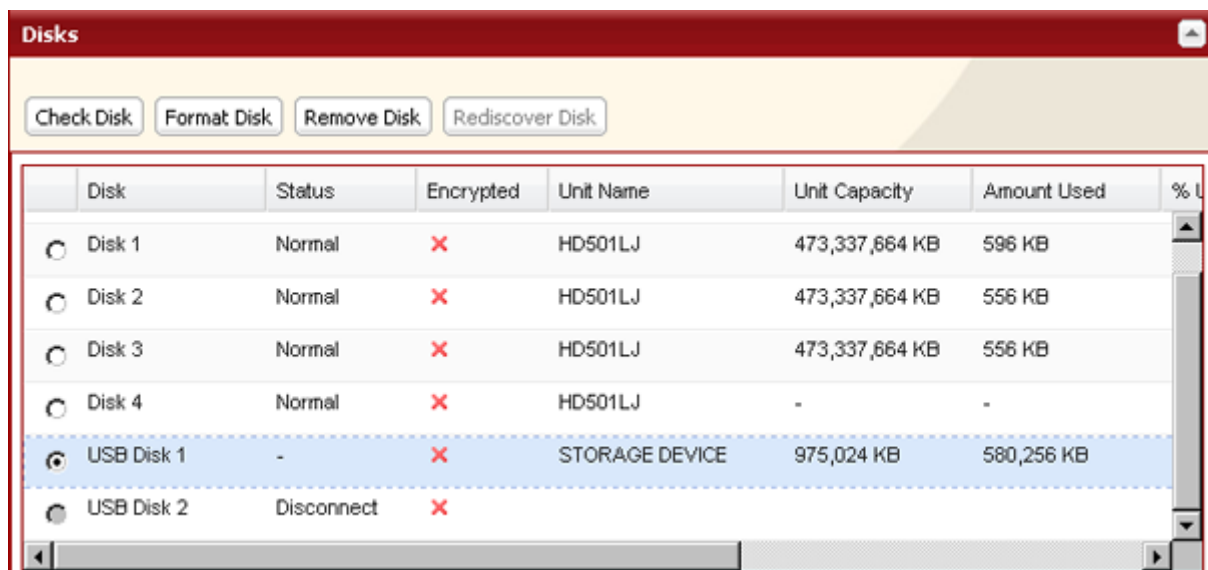 Disks
Check Disk Format Disk Remove Disk Rediscover Disk
Disk Status Encrypted Unit Name Unit Capacity Amount Used %
Disk 1 Normal HD501LJ 473,337,664 KB 596 KB
Disk 2 Normal HD501LJ 473,337,664 KB 556 KB
Disk 3 Normal HD501LJ 473,337,664 KB 556 KB
Disk 4 Normal HD501LJ - -
USB Disk 1 - STORAGE DEVICE 975,024 KB 580,256 KB
USB Disk 2 Disconnect